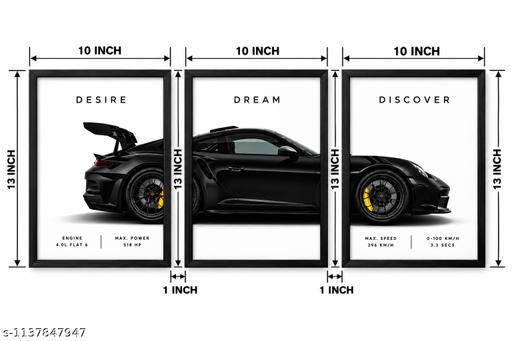 10 INCH
10 INCH
10 INCH
DESIRE
DREAM
DISCOVER
13 INCH
13 INCH
13 INCH
13 INCH
ENGINE
4.0L FLAT 6
MAX. POWER
518 HP
MAX. SPEED
296 KM/H
0-100 KM/H
3.3 SECS
1 INCH
1 INCH
s-1137847947